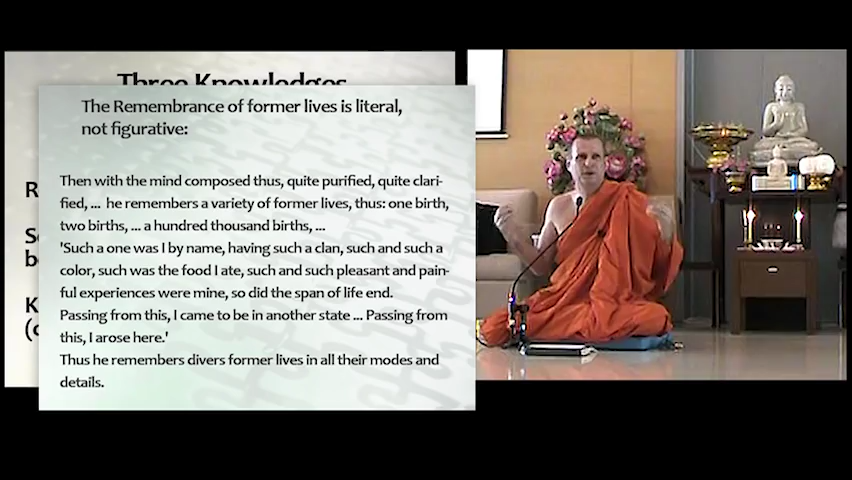 Three Knowledges
The Remembrance of former lives is literal,
not figurative:
Then with the mind composed thus, quite purified, quite clari-
fied, ... he remembers a variety of former lives, thus: one birth,
two births, ... a hundred thousand births, ...
'Such a one was I by name, having such a clan, such and such a
color, such was the food I ate, such and such pleasant and pain-
ful experiences were mine, so did the span of life end.
Passing from this, I came to be in another state ... Passing from
this, I arose here.'
Thus he remembers divers former lives in all their modes and
details.